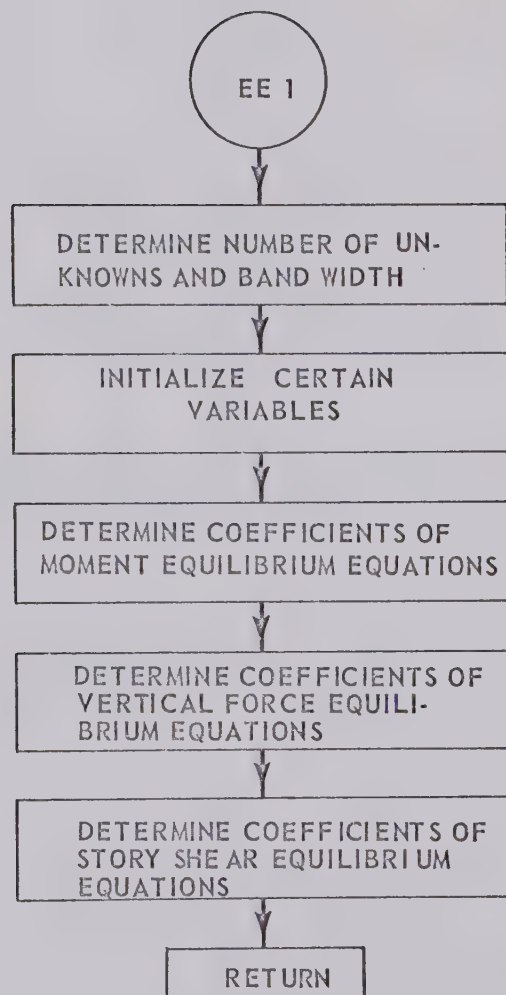 EE 1
DETERMINE NUMBER OF UN-
KNOWNS AND BAND WIDTH
INITIALIZE CERTAIN
VARIABLES
DETERMINE COEFFICIENTS OF
MOMENT EQUILIBRIUM EQUATIONS
DETERMINE COEFFICIENTS OF
VERTICAL FORCE EQUILI-
BRIUM EQUATIONS
DETERMINE COEFFICIENTS OF
STORY SHEAR EQUILIBRIUM
EQUATIONS
RETURN